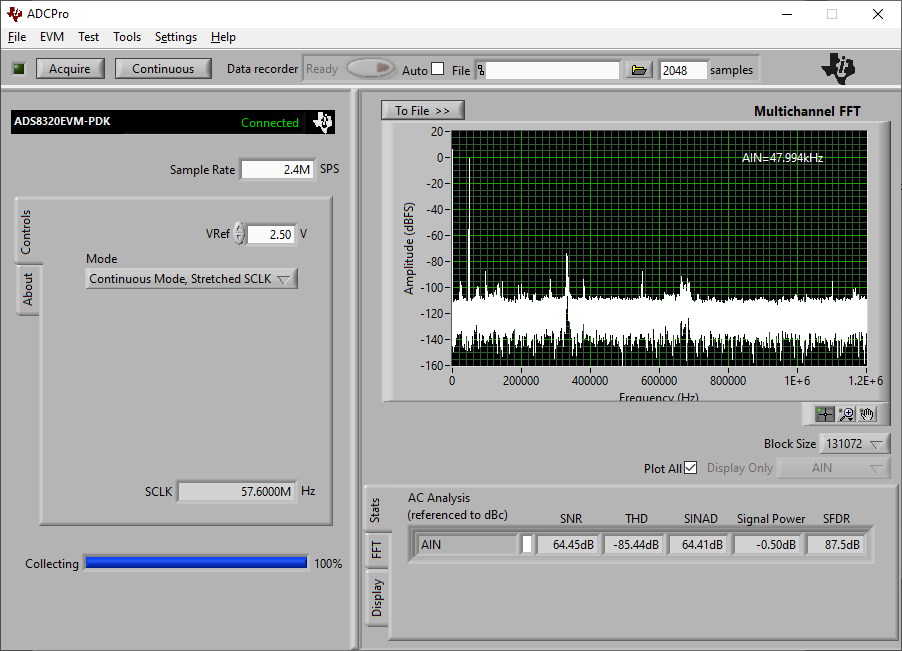 ADCPro
File EVM Test Tools Settings Help
Acquire Continuous Data recorder Ready Auto File 2048 samples
ADS8320EVM-PDK Connected
Sample Rate 2.4M SPS
Controls
About
VRef 2.50 V
Mode
Continuous Mode, Stretched SCLK
SCLK 57.6000M Hz
Collecting 100%
To File >> Multichannel FFT
AIN=47.994kHz
Amplitude (dBFS)
20
0
-20
-40
-60
-80
-100
-120
-140
-160
0 200000 400000 600000 800000 1E+6 1.2E+6
Frequency (Hz)
Block Size 131072
Plot All Display Only AIN
Stats
FFT
Display
AC Analysis
(referenced to dBc)
SNR THD SINAD Signal Power SFDR
AIN 64.45dB -85.44dB 64.41dB -0.50dB 87.5dB